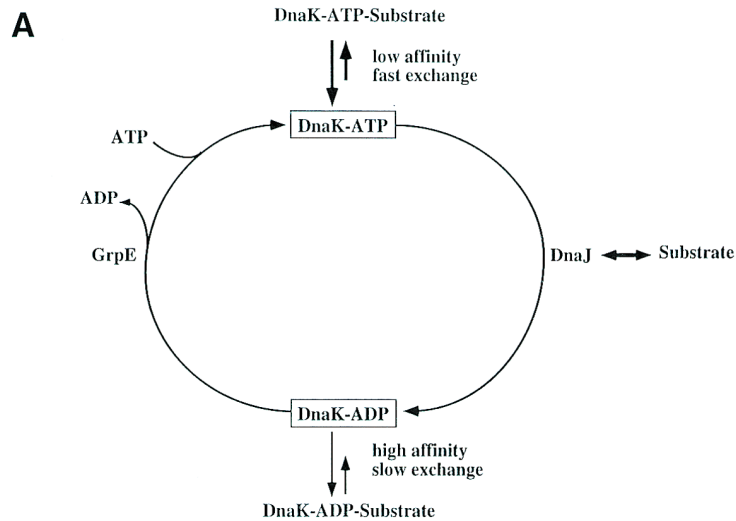 A
DnaK-ATP-Substrate
low affinity
fast exchange
DnaK-ATP
ATP
ADP
GrpE
DnaJ
Substrate
DnaK-ADP
high affinity
slow exchange
DnaK-ADP-Substrate